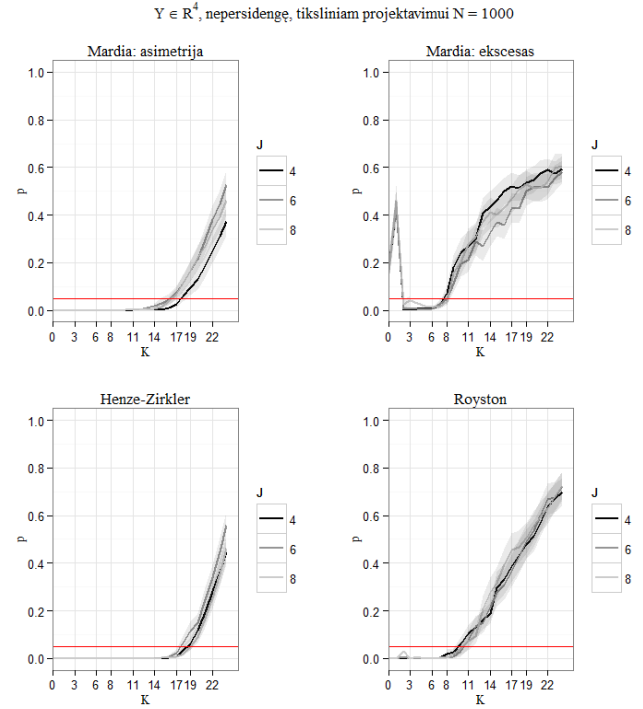 Y ∈ R⁴, nepersidengę, tiksliniam projektavimui N = 1000
Mardia: asimetrija
1.0
0.8
0.6
0.4
0.2
0.0
p
0 3 6 8 11 14 17 19 22
K
J
4
6
8
Mardia: ekscesas
1.0
0.8
0.6
0.4
0.2
0.0
p
0 3 6 8 11 14 17 19 22
K
J
4
6
8
Henze-Zirkler
1.0
0.8
0.6
0.4
0.2
0.0
p
0 3 6 8 11 14 17 19 22
K
J
4
6
8
Royston
1.0
0.8
0.6
0.4
0.2
0.0
p
0 3 6 8 11 14 17 19 22
K
J
4
6
8